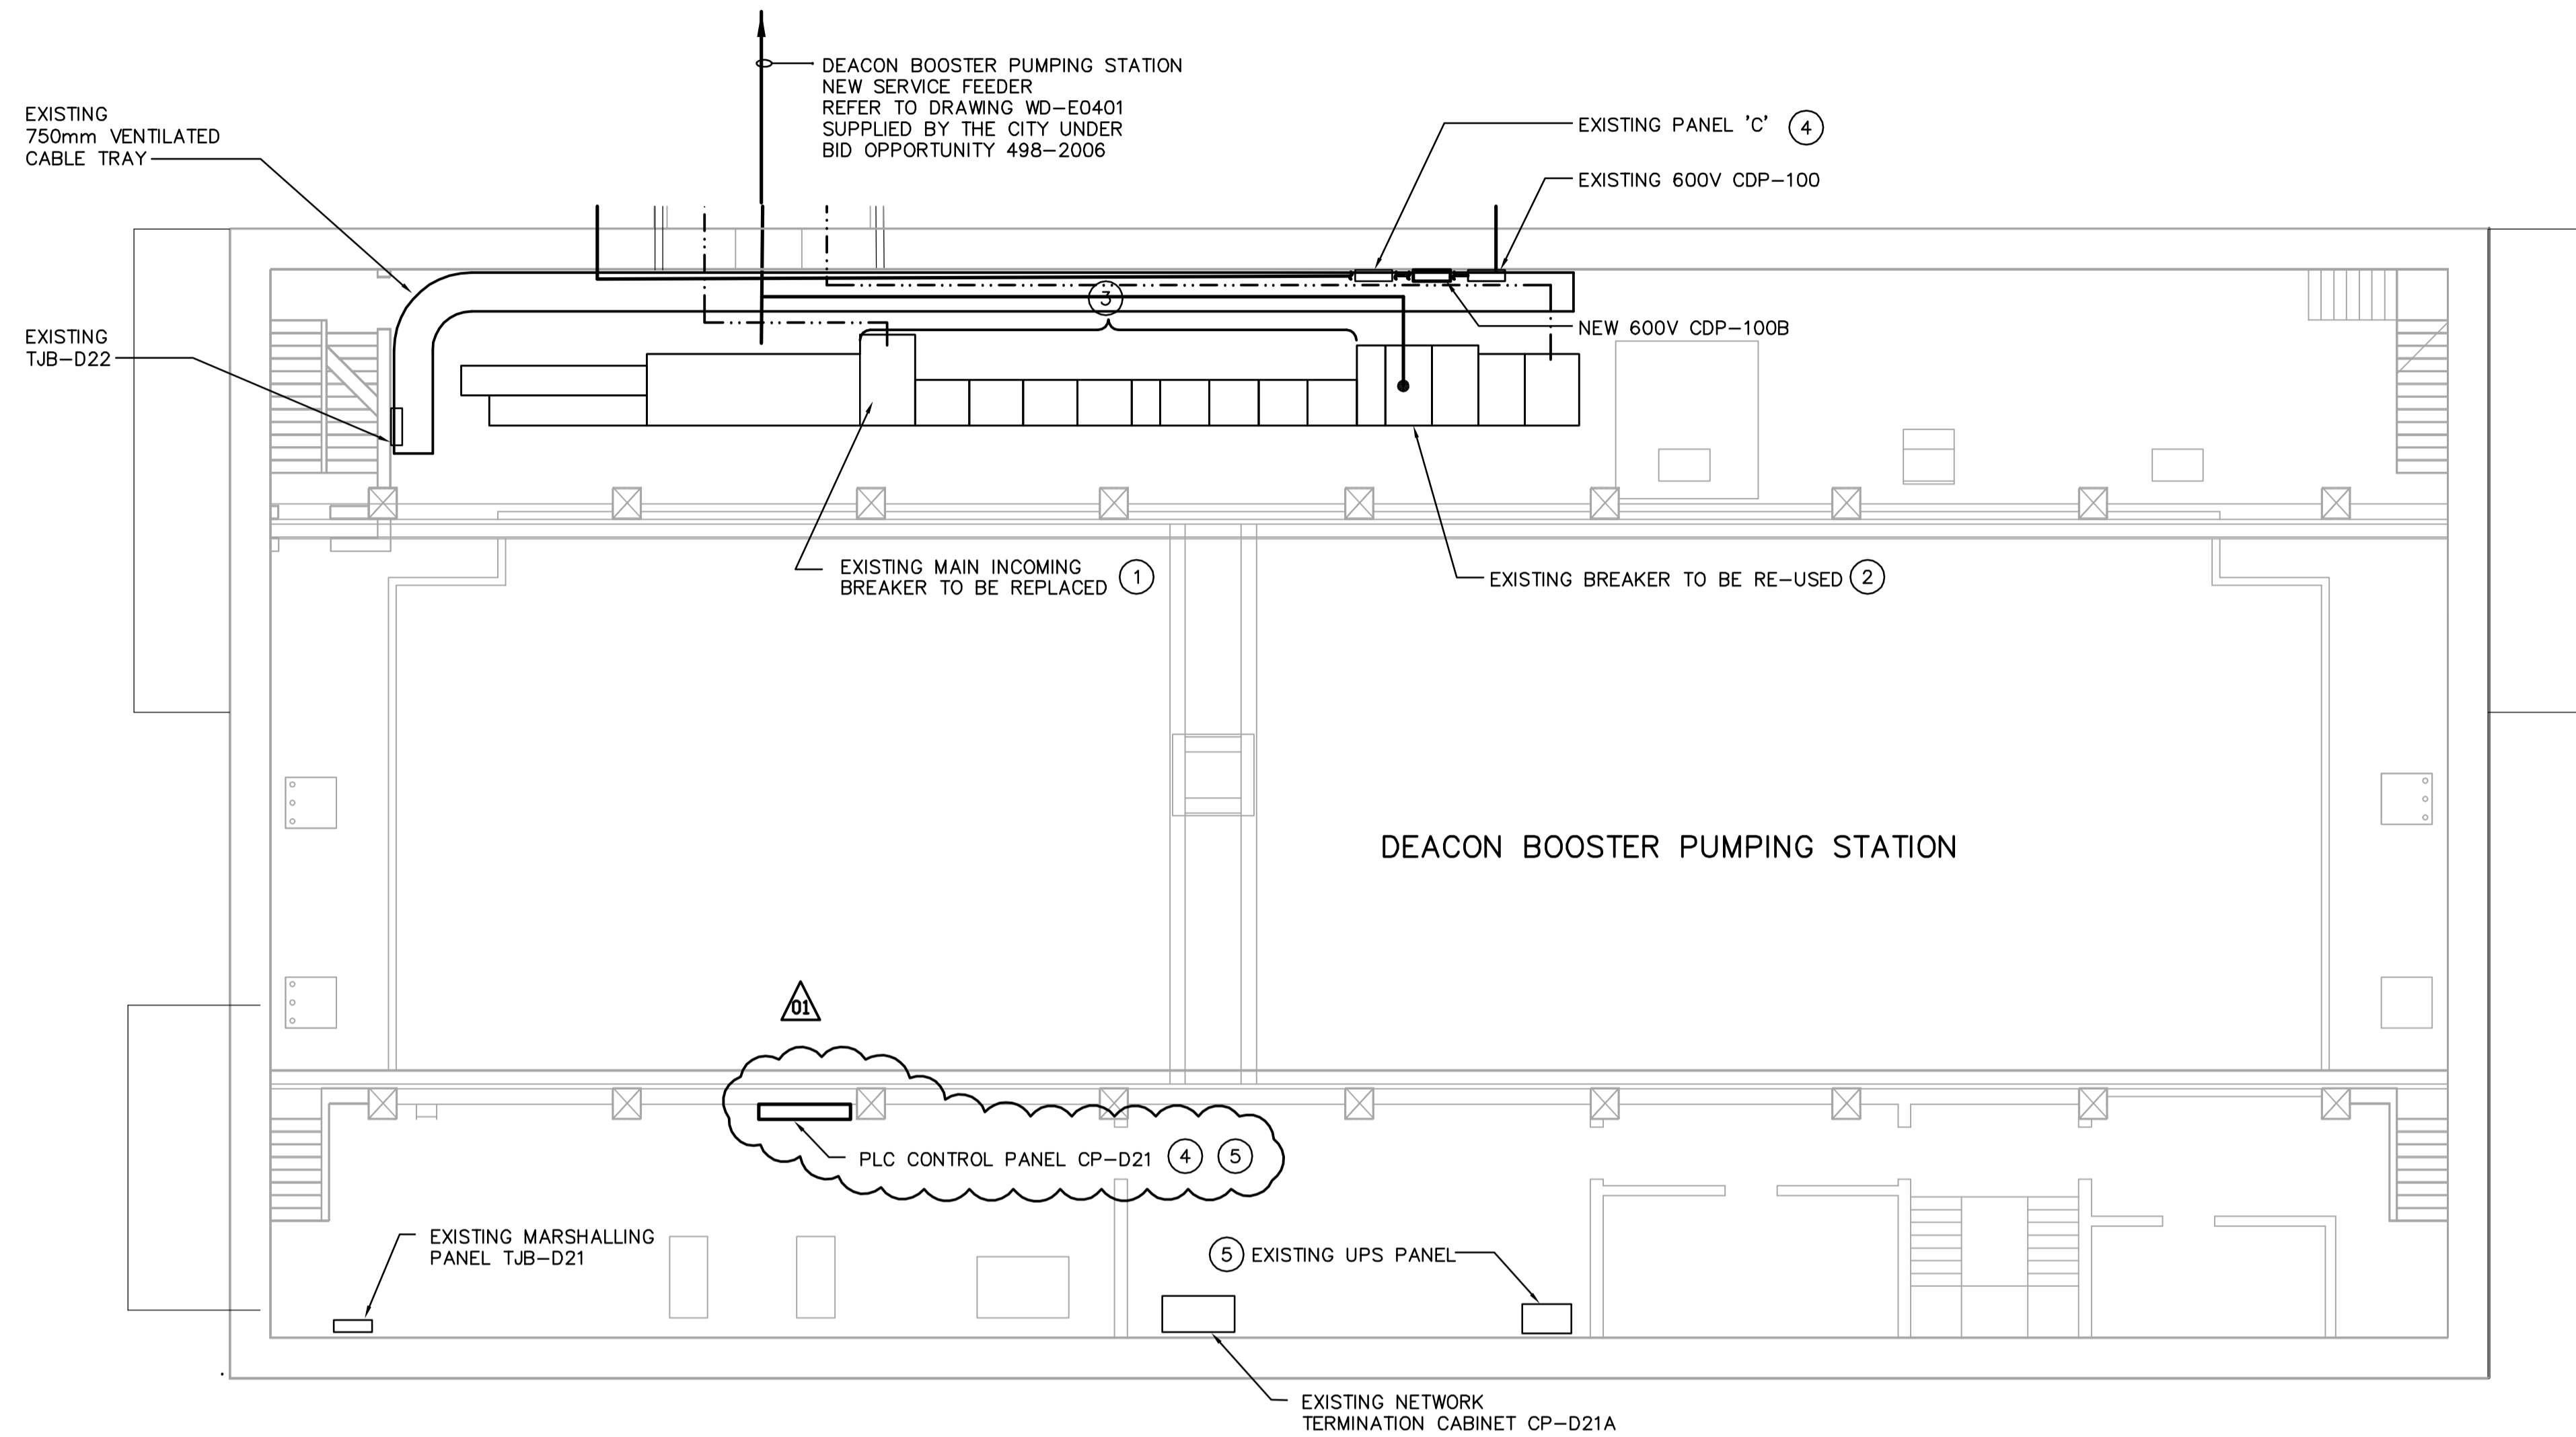 DEACON BOOSTER PUMPING STATION
NEW SERVICE FEEDER
REFER TO DRAWING WD-E0401
SUPPLIED BY THE CITY UNDER
BID OPPORTUNITY 498-2006
EXISTING
750mm VENTILATED
CABLE TRAY
EXISTING PANEL 'C' 4
EXISTING 600V CDP-100
3
NEW 600V CDP-100B
EXISTING
TJB-D22
EXISTING MAIN INCOMING
BREAKER TO BE REPLACED 1
EXISTING BREAKER TO BE RE-USED 2
DEACON BOOSTER PUMPING STATION
01
PLC CONTROL PANEL CP-D21 4 5
EXISTING MARSHALLING
PANEL TJB-D21
5 EXISTING UPS PANEL
EXISTING NETWORK
TERMINATION CABINET CP-D21A